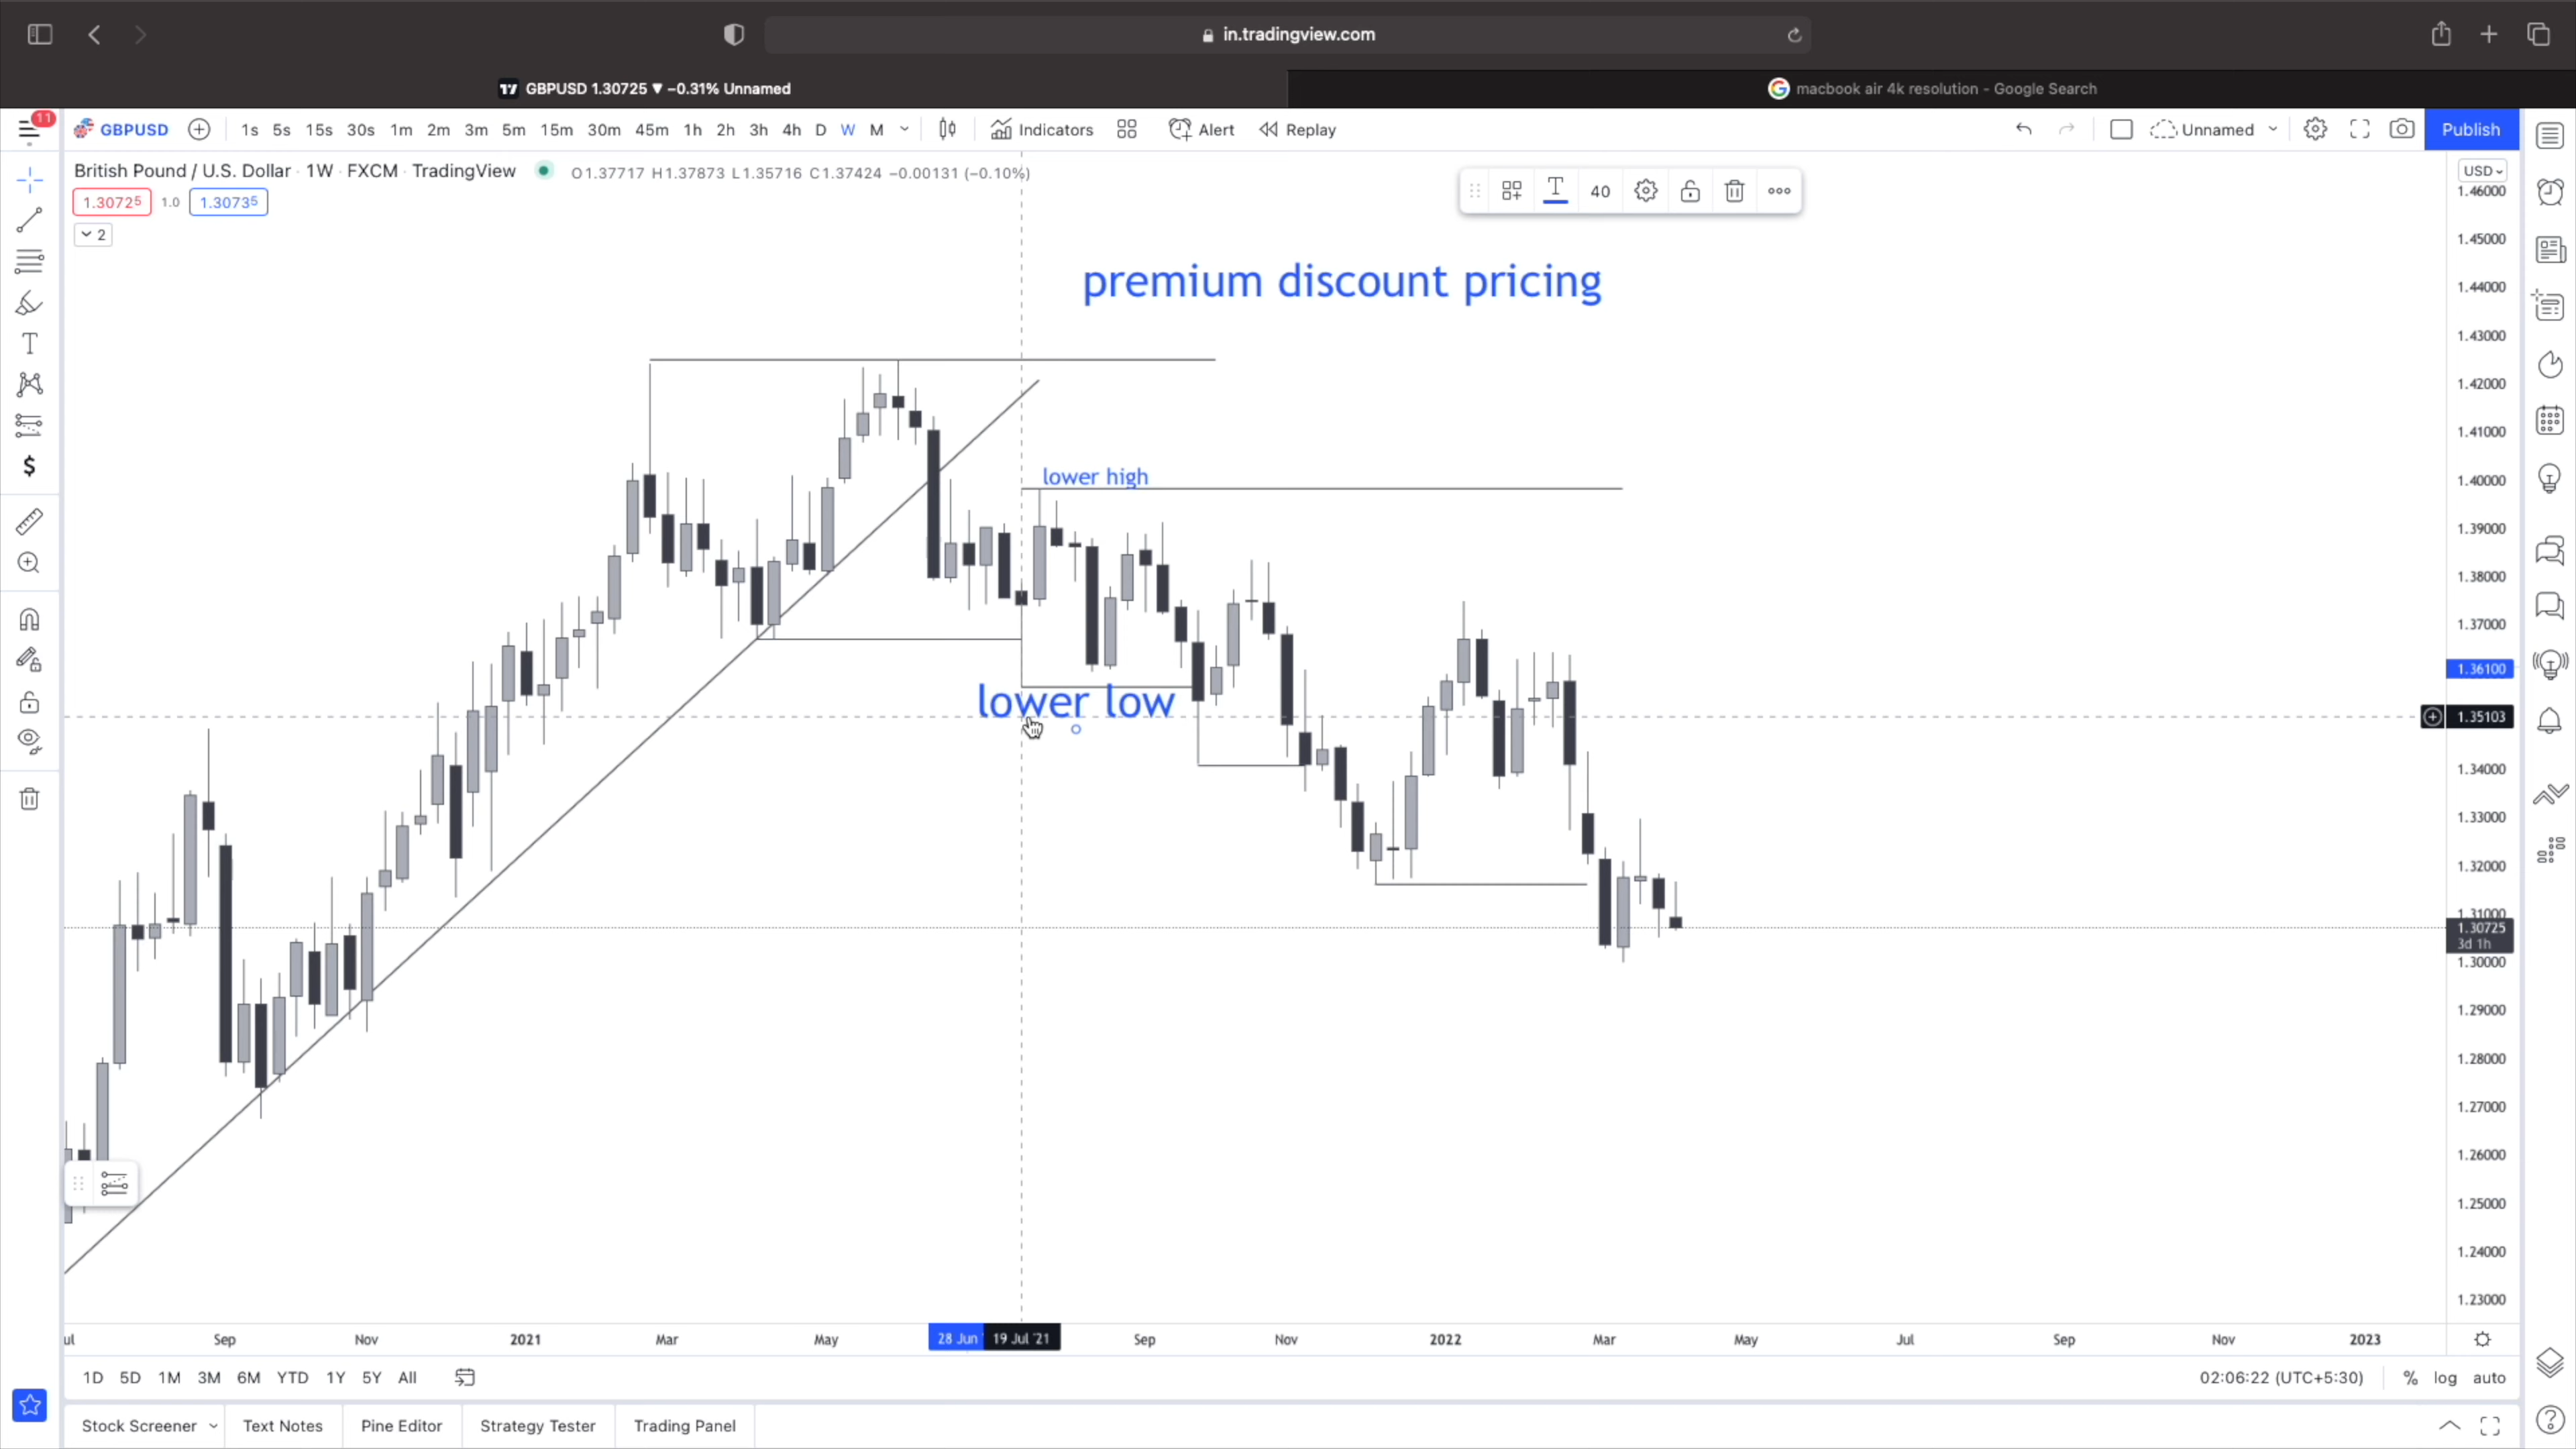 in.tradingview.com
GBPUSD 1.30725 ▼ −0.31% Unnamed
macbook air 4k resolution - Google Search
11
GBPUSD 1s 5s 15s 30s 1m 2m 3m 5m 15m 30m 45m 1h 2h 3h 4h D W M Indicators Alert Replay Unnamed Publish
British Pound / U.S. Dollar · 1W · FXCM · TradingView O1.37717 H1.37873 L1.35716 C1.37424 −0.00131 (−0.10%)
1.30725 1.0 1.30735
2
40
USD
premium discount pricing
lower high
lower low
1.46000
1.45000
1.44000
1.43000
1.42000
1.41000
1.40000
1.39000
1.38000
1.37000
1.36100
1.35103
1.34000
1.33000
1.32000
1.31000
1.30725
3d 1h
1.30000
1.29000
1.28000
1.27000
1.26000
1.25000
1.24000
1.23000
ul Sep Nov 2021 Mar May 28 Jun 19 Jul '21 Sep Nov 2022 Mar May Jul Sep Nov 2023
1D 5D 1M 3M 6M YTD 1Y 5Y All 02:06:22 (UTC+5:30) % log auto
Stock Screener Text Notes Pine Editor Strategy Tester Trading Panel